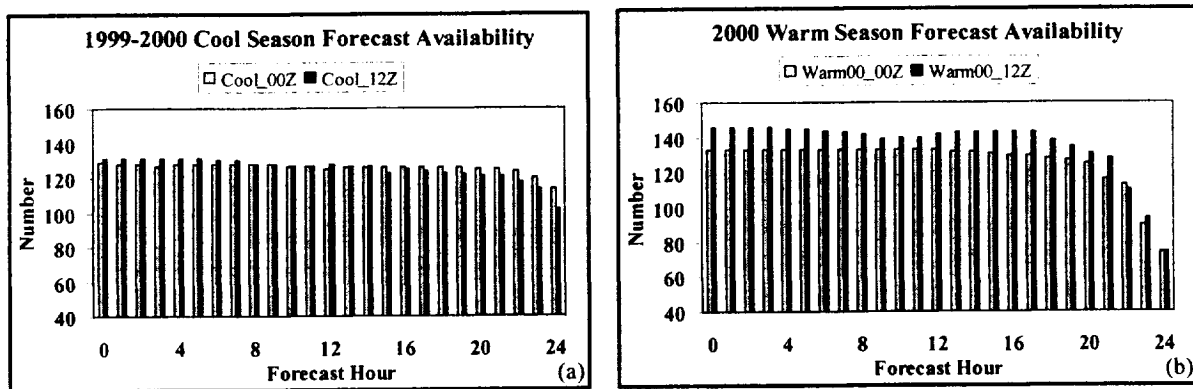 1999-2000 Cool Season Forecast Availability
Cool_00Z Cool_12Z
160
140
120
100
80
60
40
Number
0 4 8 12 16 20 24
Forecast Hour
(a)
2000 Warm Season Forecast Availability
Warm00_00Z Warm00_12Z
160
140
120
100
80
60
40
Number
0 4 8 12 16 20 24
Forecast Hour
(b)